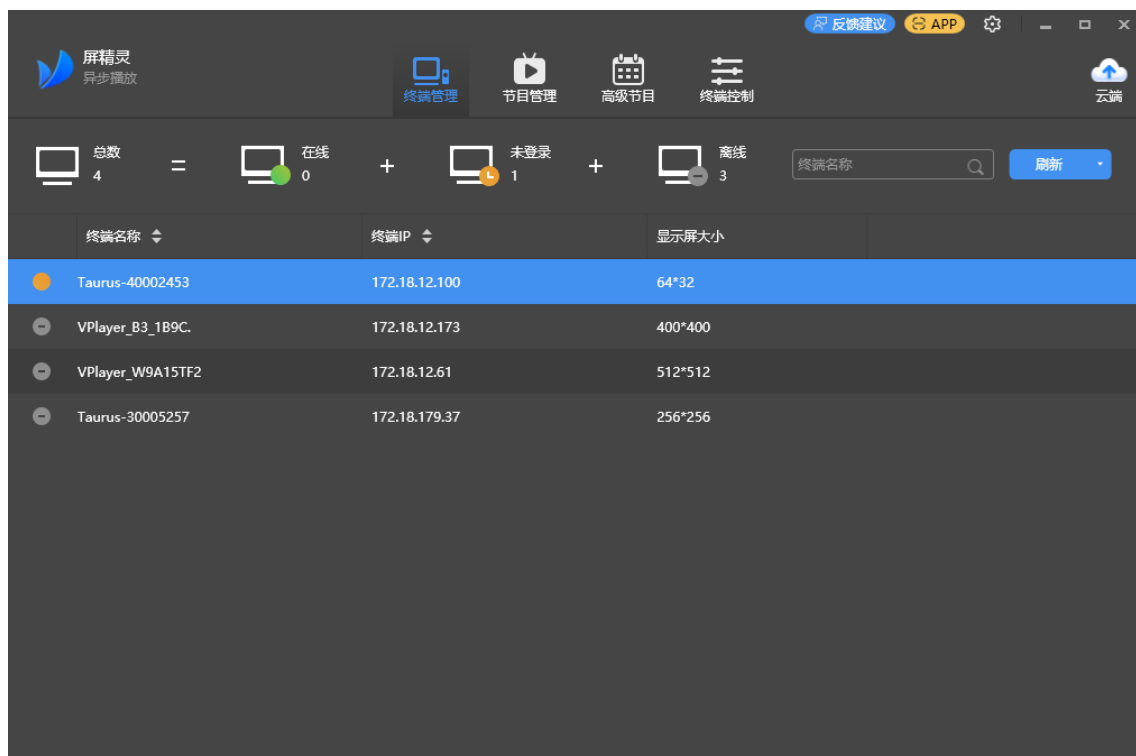 反馈建议 APP
屏精灵
异步播放
终端管理 节目管理 高级节目 终端控制
云端
总数 4 = 在线 0 + 未登录 1 + 离线 3
终端名称
刷新
终端名称 终端IP 显示屏大小
Taurus-40002453 172.18.12.100 64*32
VPlayer_B3_1B9C. 172.18.12.173 400*400
VPlayer_W9A15TF2 172.18.12.61 512*512
Taurus-30005257 172.18.179.37 256*256